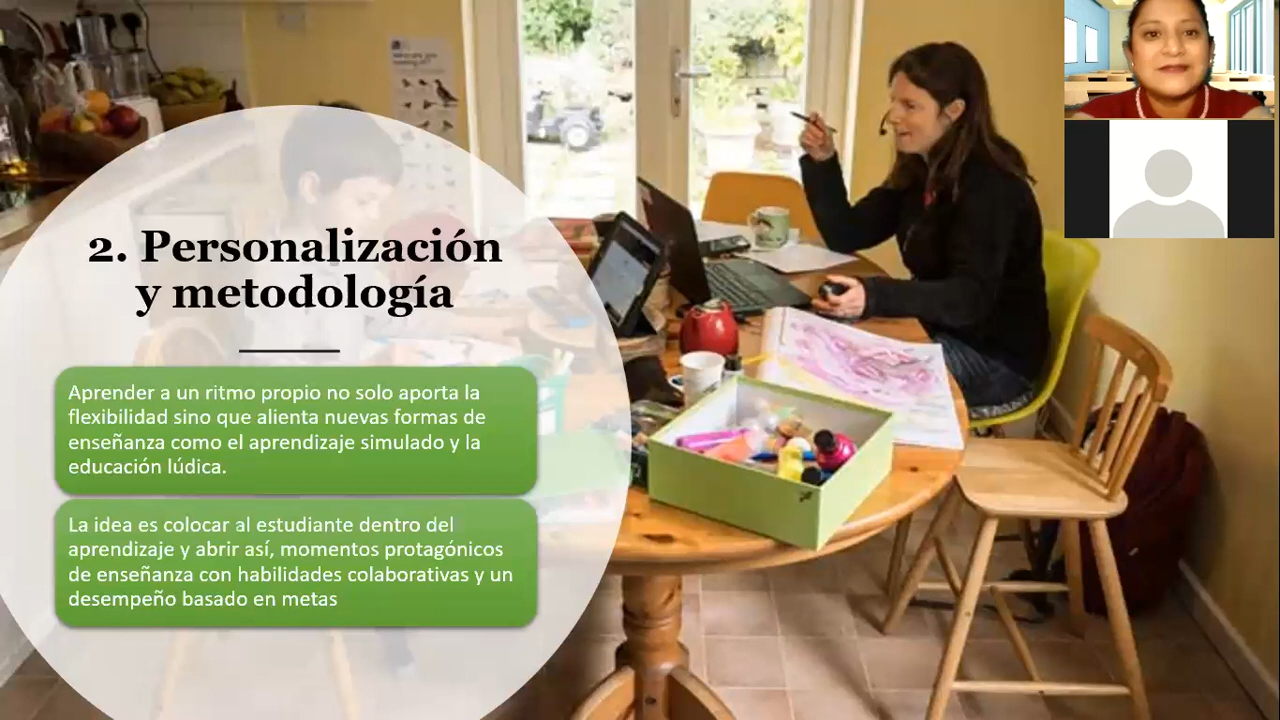 2. Personalización
y metodología
Aprender a un ritmo propio no solo aporta la
flexibilidad sino que alienta nuevas formas de
enseñanza como el aprendizaje simulado y la
educación lúdica.
La idea es colocar al estudiante dentro del
aprendizaje y abrir así, momentos protagónicos
de enseñanza con habilidades colaborativas y un
desempeño basado en metas